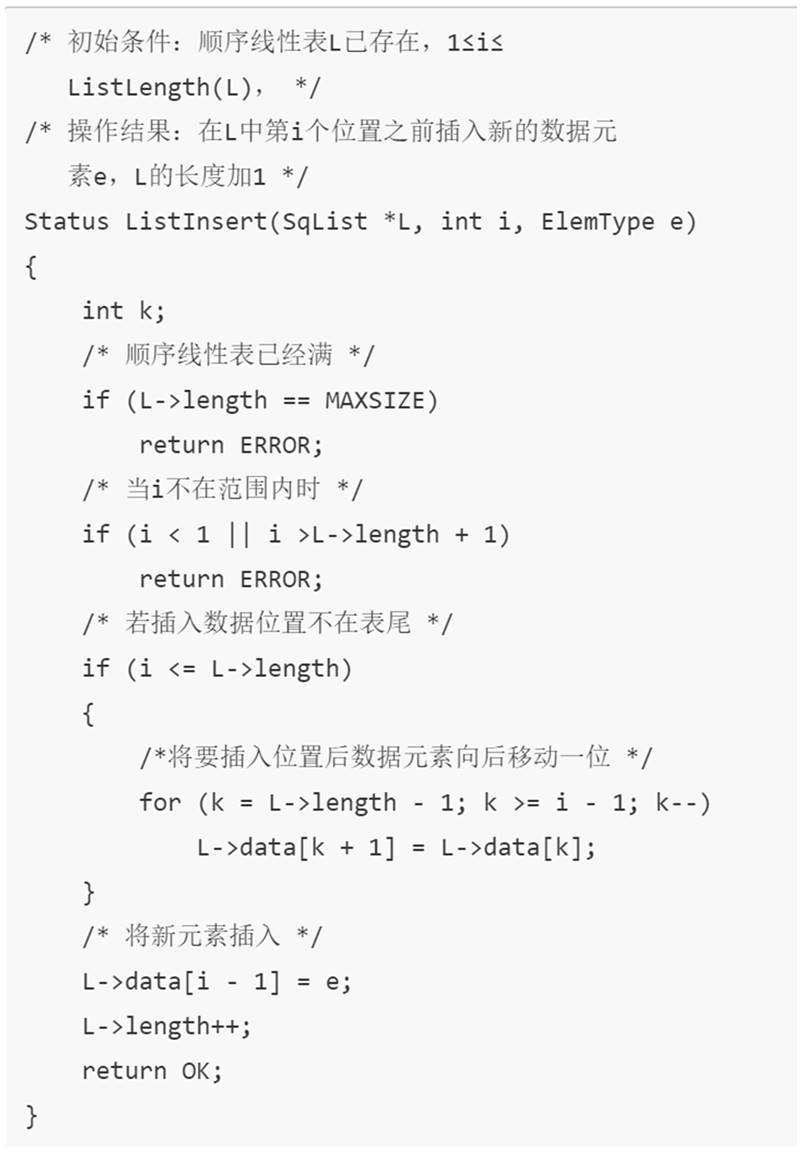 /* 初始条件：顺序线性表L已存在，1≤i≤
ListLength(L)， */
/* 操作结果：在L中第i个位置之前插入新的数据元
素e，L的长度加1 */
Status ListInsert(SqList *L, int i, ElemType e)
{
    int k;
    /* 顺序线性表已经满 */
    if (L->length == MAXSIZE)
        return ERROR;
    /* 当i不在范围内时 */
    if (i < 1 || i >L->length + 1)
        return ERROR;
    /* 若插入数据位置不在表尾 */
    if (i <= L->length)
    {
        /*将要插入位置后数据元素向后移动一位 */
        for (k = L->length - 1; k >= i - 1; k--)
            L->data[k + 1] = L->data[k];
    }
    /* 将新元素插入 */
    L->data[i - 1] = e;
    L->length++;
    return OK;
}